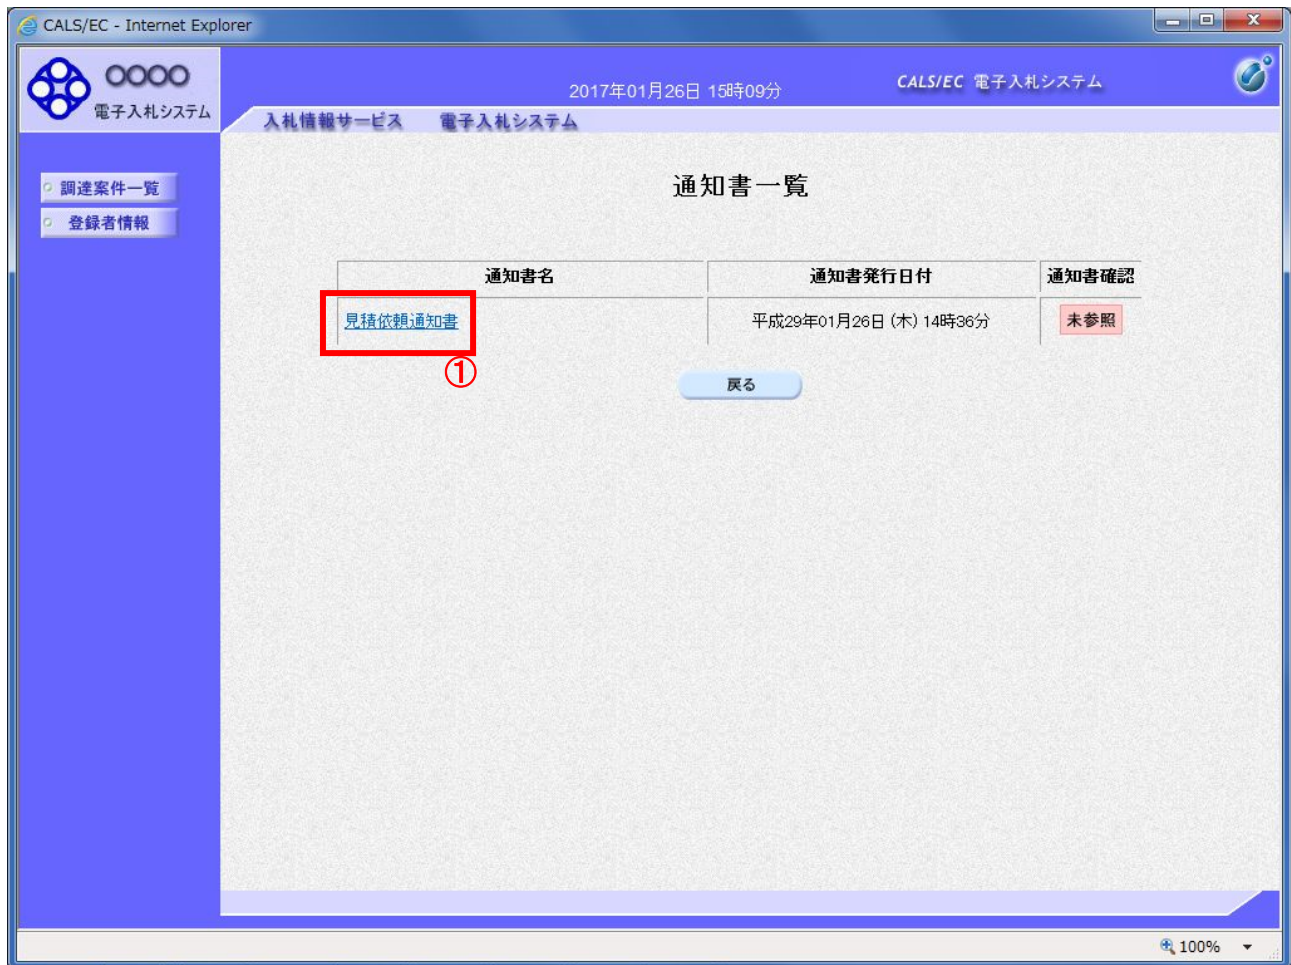 CALS/EC - Internet Explorer
○○○○
電子入札システム
2017年01月26日 15時09分
CALS/EC 電子入札システム
入札情報サービス 電子入札システム
調達案件一覧
登録者情報
通知書一覧
通知書名 通知書発行日付 通知書確認
見積依頼通知書 平成29年01月26日 (木) 14時36分 未参照
①
戻る
100%